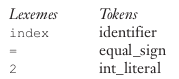 Lexemes Tokens
index identifier
= equal_sign
2 int_literal